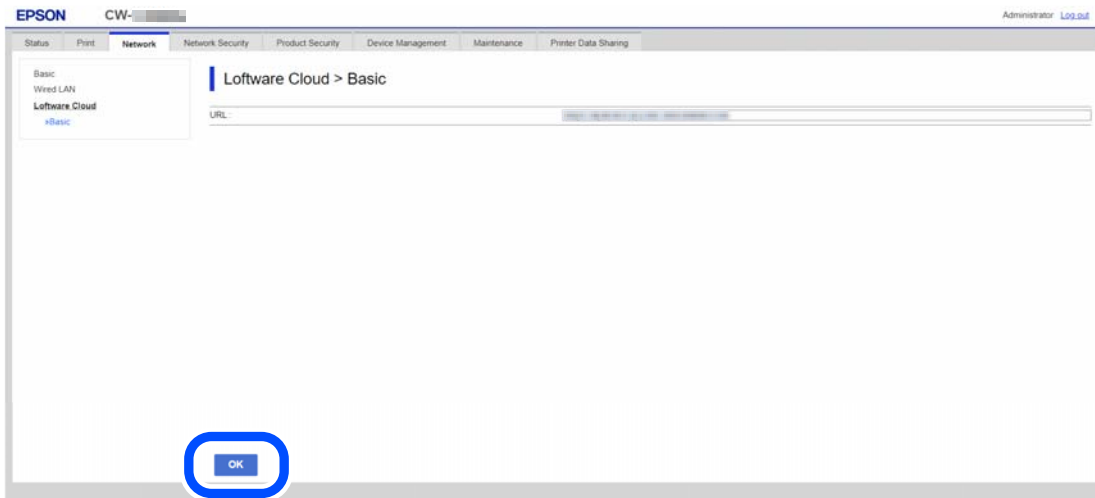 EPSON CW-
Administrator Log out
Status Print Network Network Security Product Security Device Management Maintenance Printer Data Sharing
Basic
Wired LAN
Loftware Cloud
»Basic
Loftware Cloud > Basic
URL :
OK